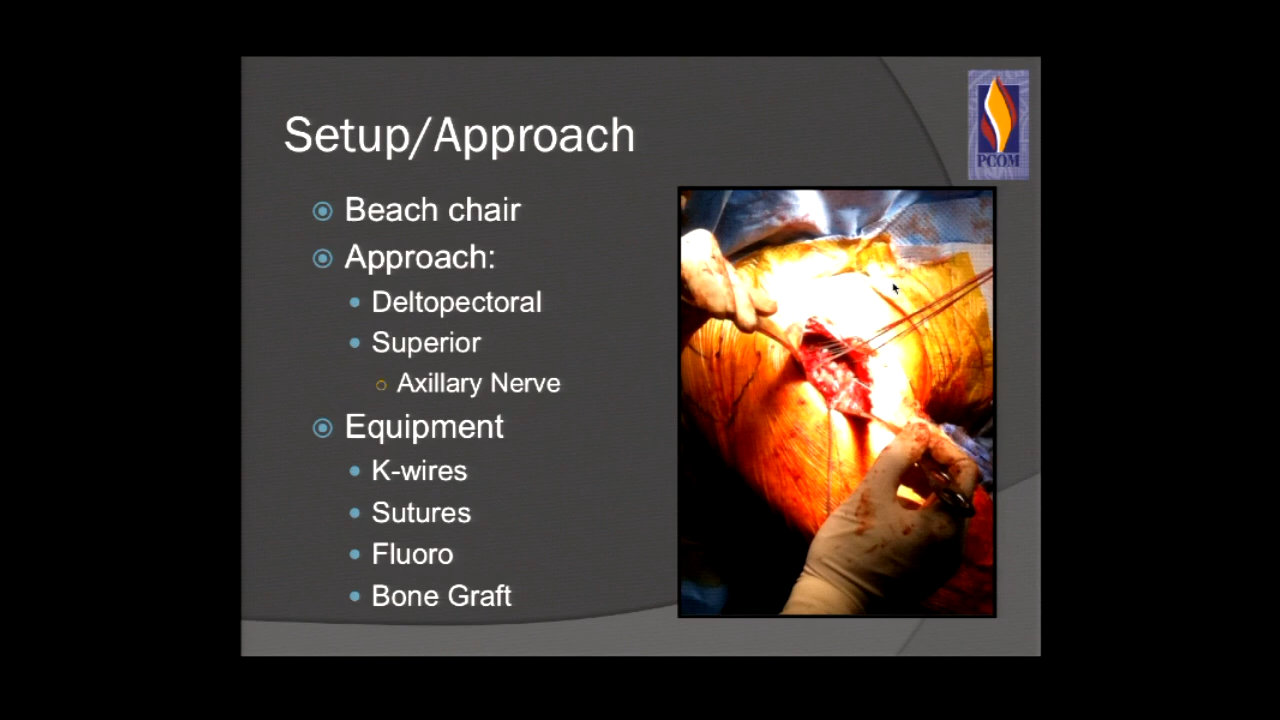 Setup/Approach
PCOM
Beach chair
Approach:
Deltopectoral
Superior
Axillary Nerve
Equipment
K-wires
Sutures
Fluoro
Bone Graft